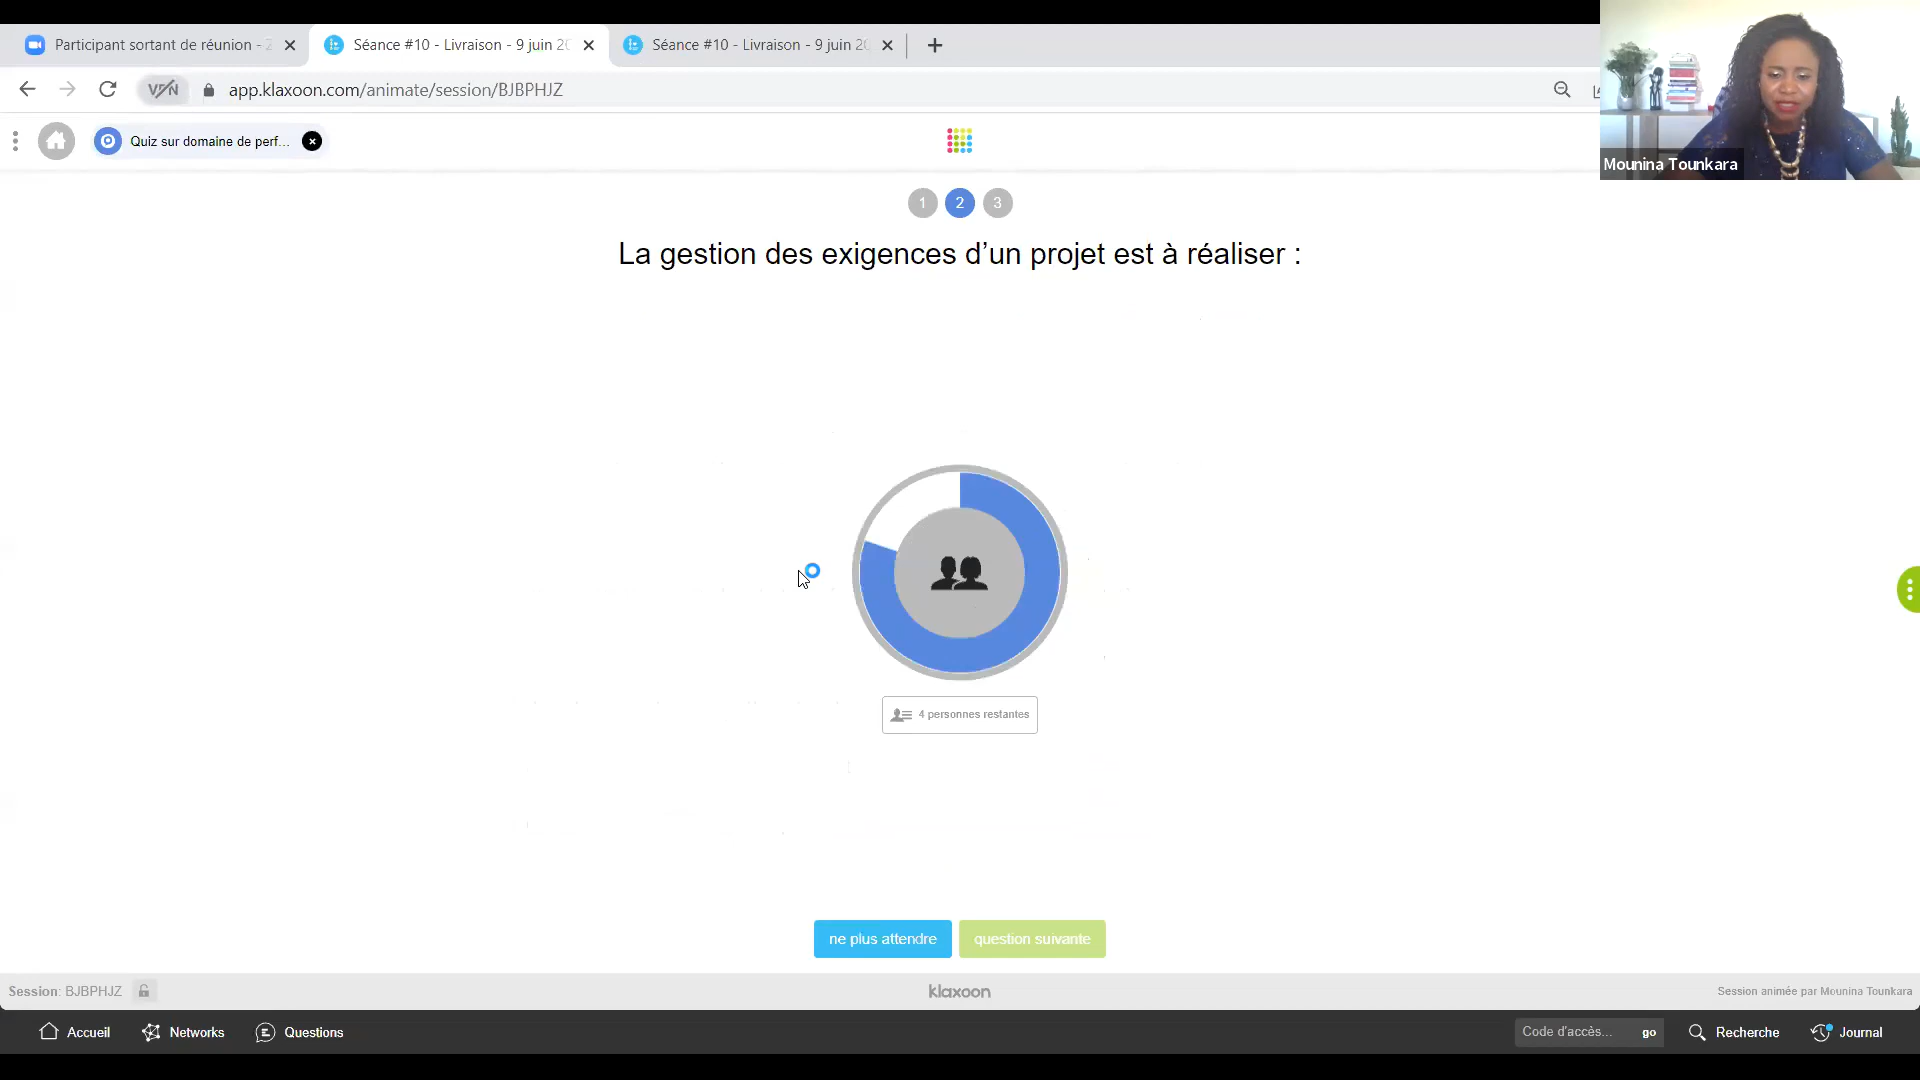 Participant sortant de réunion -
Séance #10 - Livraison - 9 juin 20
Séance #10 - Livraison - 9 juin 20
VPN
app.klaxoon.com/animate/session/BJBPHJZ
Quiz sur domaine de perf...
Mounina Tounkara
1 2 3
La gestion des exigences d’un projet est à réaliser :
4 personnes restantes
ne plus attendre
question suivante
Session: BJBPHJZ
klaxoon
Session animée par Mounina Tounkara
Accueil
Networks
Questions
Code d'accès...
go
Recherche
Journal